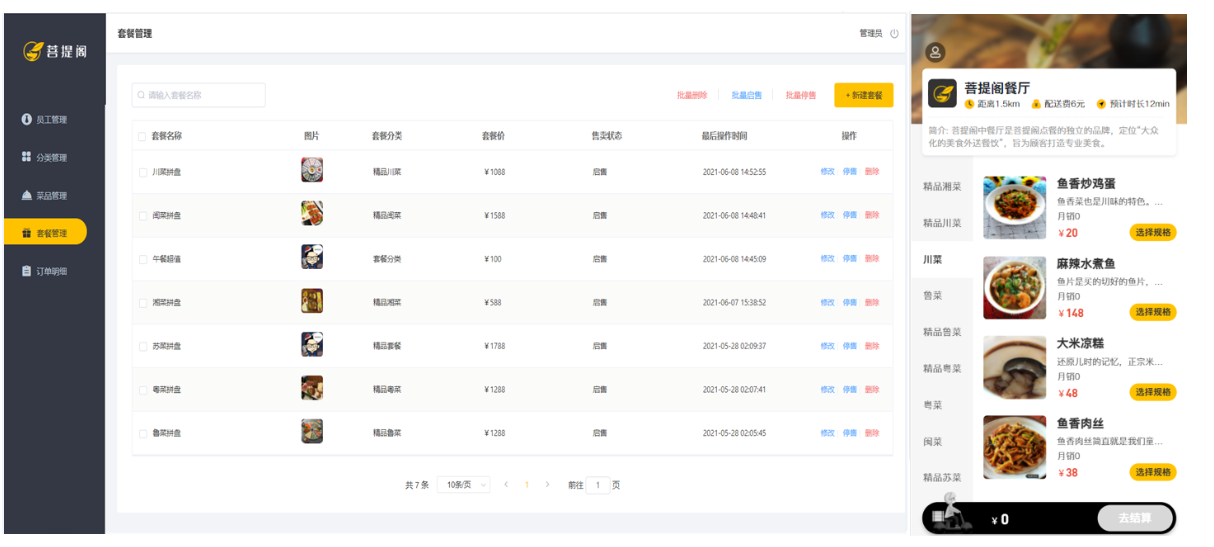 菩提阁
员工管理
分类管理
菜品管理
套餐管理
订单明细
套餐管理
管理员
请输入套餐名称
批量删除 批量启售 批量停售 + 新建套餐
套餐名称 图片 套餐分类 套餐价 售卖状态 最后操作时间 操作
川菜拼盘 精品川菜 ¥ 1088 启售 2021-06-08 14:52:55 修改 停售 删除
闽菜拼盘 精品闽菜 ¥ 1588 启售 2021-06-08 14:48:41 修改 停售 删除
午餐超值 套餐分类 ¥ 100 启售 2021-06-08 14:45:09 修改 停售 删除
湘菜拼盘 精品湘菜 ¥ 588 启售 2021-06-07 15:38:52 修改 停售 删除
苏菜拼盘 精品套餐 ¥ 1788 启售 2021-05-28 02:09:37 修改 停售 删除
粤菜拼盘 精品粤菜 ¥ 1288 启售 2021-05-28 02:07:41 修改 停售 删除
鲁菜拼盘 精品鲁菜 ¥ 1288 启售 2021-05-28 02:05:45 修改 停售 删除
共 7 条 10条/页 1 前往 1 页
菩提阁餐厅
距离1.5km 配送费6元 预计时长12min
简介: 菩提阁中餐厅是菩提阁点餐的独立的品牌，定位“大众
化的美食外送餐饮”，旨为顾客打造专业美食。
精品湘菜
精品川菜
川菜
鲁菜
精品鲁菜
精品粤菜
粤菜
闽菜
精品苏菜
鱼香炒鸡蛋
鱼香菜也是川味的特色。...
月销0
¥ 20 选择规格
麻辣水煮鱼
鱼片是买的切好的鱼片，...
月销0
¥ 148 选择规格
大米凉糕
还原儿时的记忆，正宗米...
月销0
¥ 48 选择规格
鱼香肉丝
鱼香肉丝简直就是我们童...
月销0
¥ 38 选择规格
¥ 0 去结算